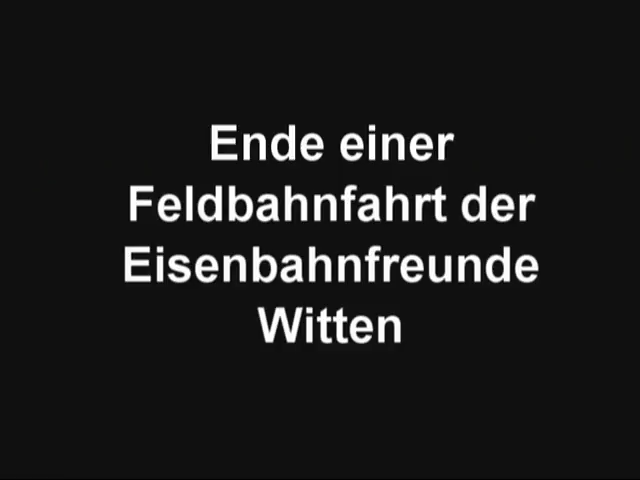 Ende einer
Feldbahnfahrt der
Eisenbahnfreunde
Witten